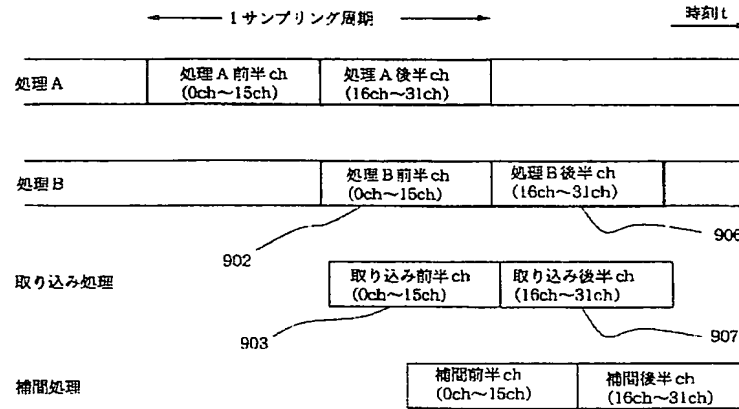 1サンプリング周期
時刻t
処理A
処理A前半ch
(0ch~15ch)
処理A後半ch
(16ch~31ch)
処理B
処理B前半ch
(0ch~15ch)
処理B後半ch
(16ch~31ch)
902
906
取り込み処理
取り込み前半ch
(0ch~15ch)
取り込み後半ch
(16ch~31ch)
903
907
補間処理
補間前半ch
(0ch~15ch)
補間後半ch
(16ch~31ch)